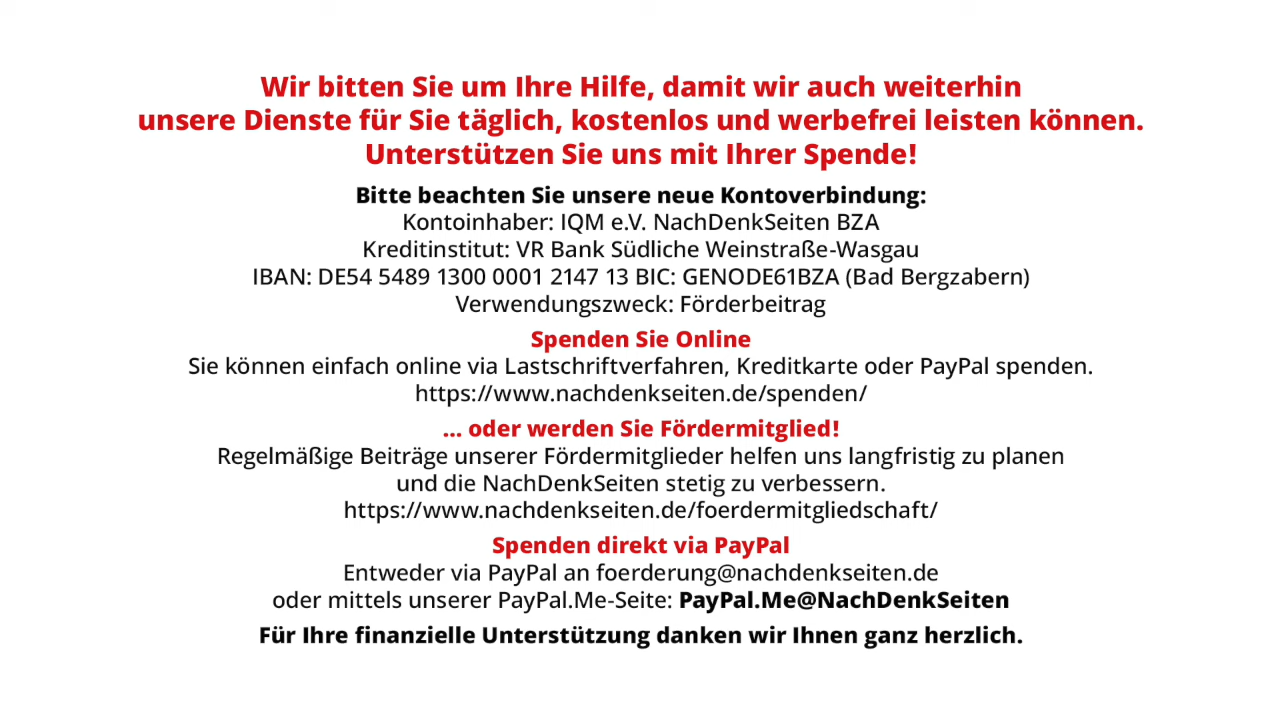 Wir bitten Sie um Ihre Hilfe, damit wir auch weiterhin
unsere Dienste für Sie täglich, kostenlos und werbefrei leisten können.
Unterstützen Sie uns mit Ihrer Spende!
Bitte beachten Sie unsere neue Kontoverbindung:
Kontoinhaber: IQM e.V. NachDenkSeiten BZA
Kreditinstitut: VR Bank Südliche Weinstraße-Wasgau
IBAN: DE54 5489 1300 0001 2147 13 BIC: GENODE61BZA (Bad Bergzabern)
Verwendungszweck: Förderbeitrag
Spenden Sie Online
Sie können einfach online via Lastschriftverfahren, Kreditkarte oder PayPal spenden.
https://www.nachdenkseiten.de/spenden/
... oder werden Sie Fördermitglied!
Regelmäßige Beiträge unserer Fördermitglieder helfen uns langfristig zu planen
und die NachDenkSeiten stetig zu verbessern.
https://www.nachdenkseiten.de/foerdermitgliedschaft/
Spenden direkt via PayPal
Entweder via PayPal an foerderung@nachdenkseiten.de
oder mittels unserer PayPal.Me-Seite: PayPal.Me@NachDenkSeiten
Für Ihre finanzielle Unterstützung danken wir Ihnen ganz herzlich.